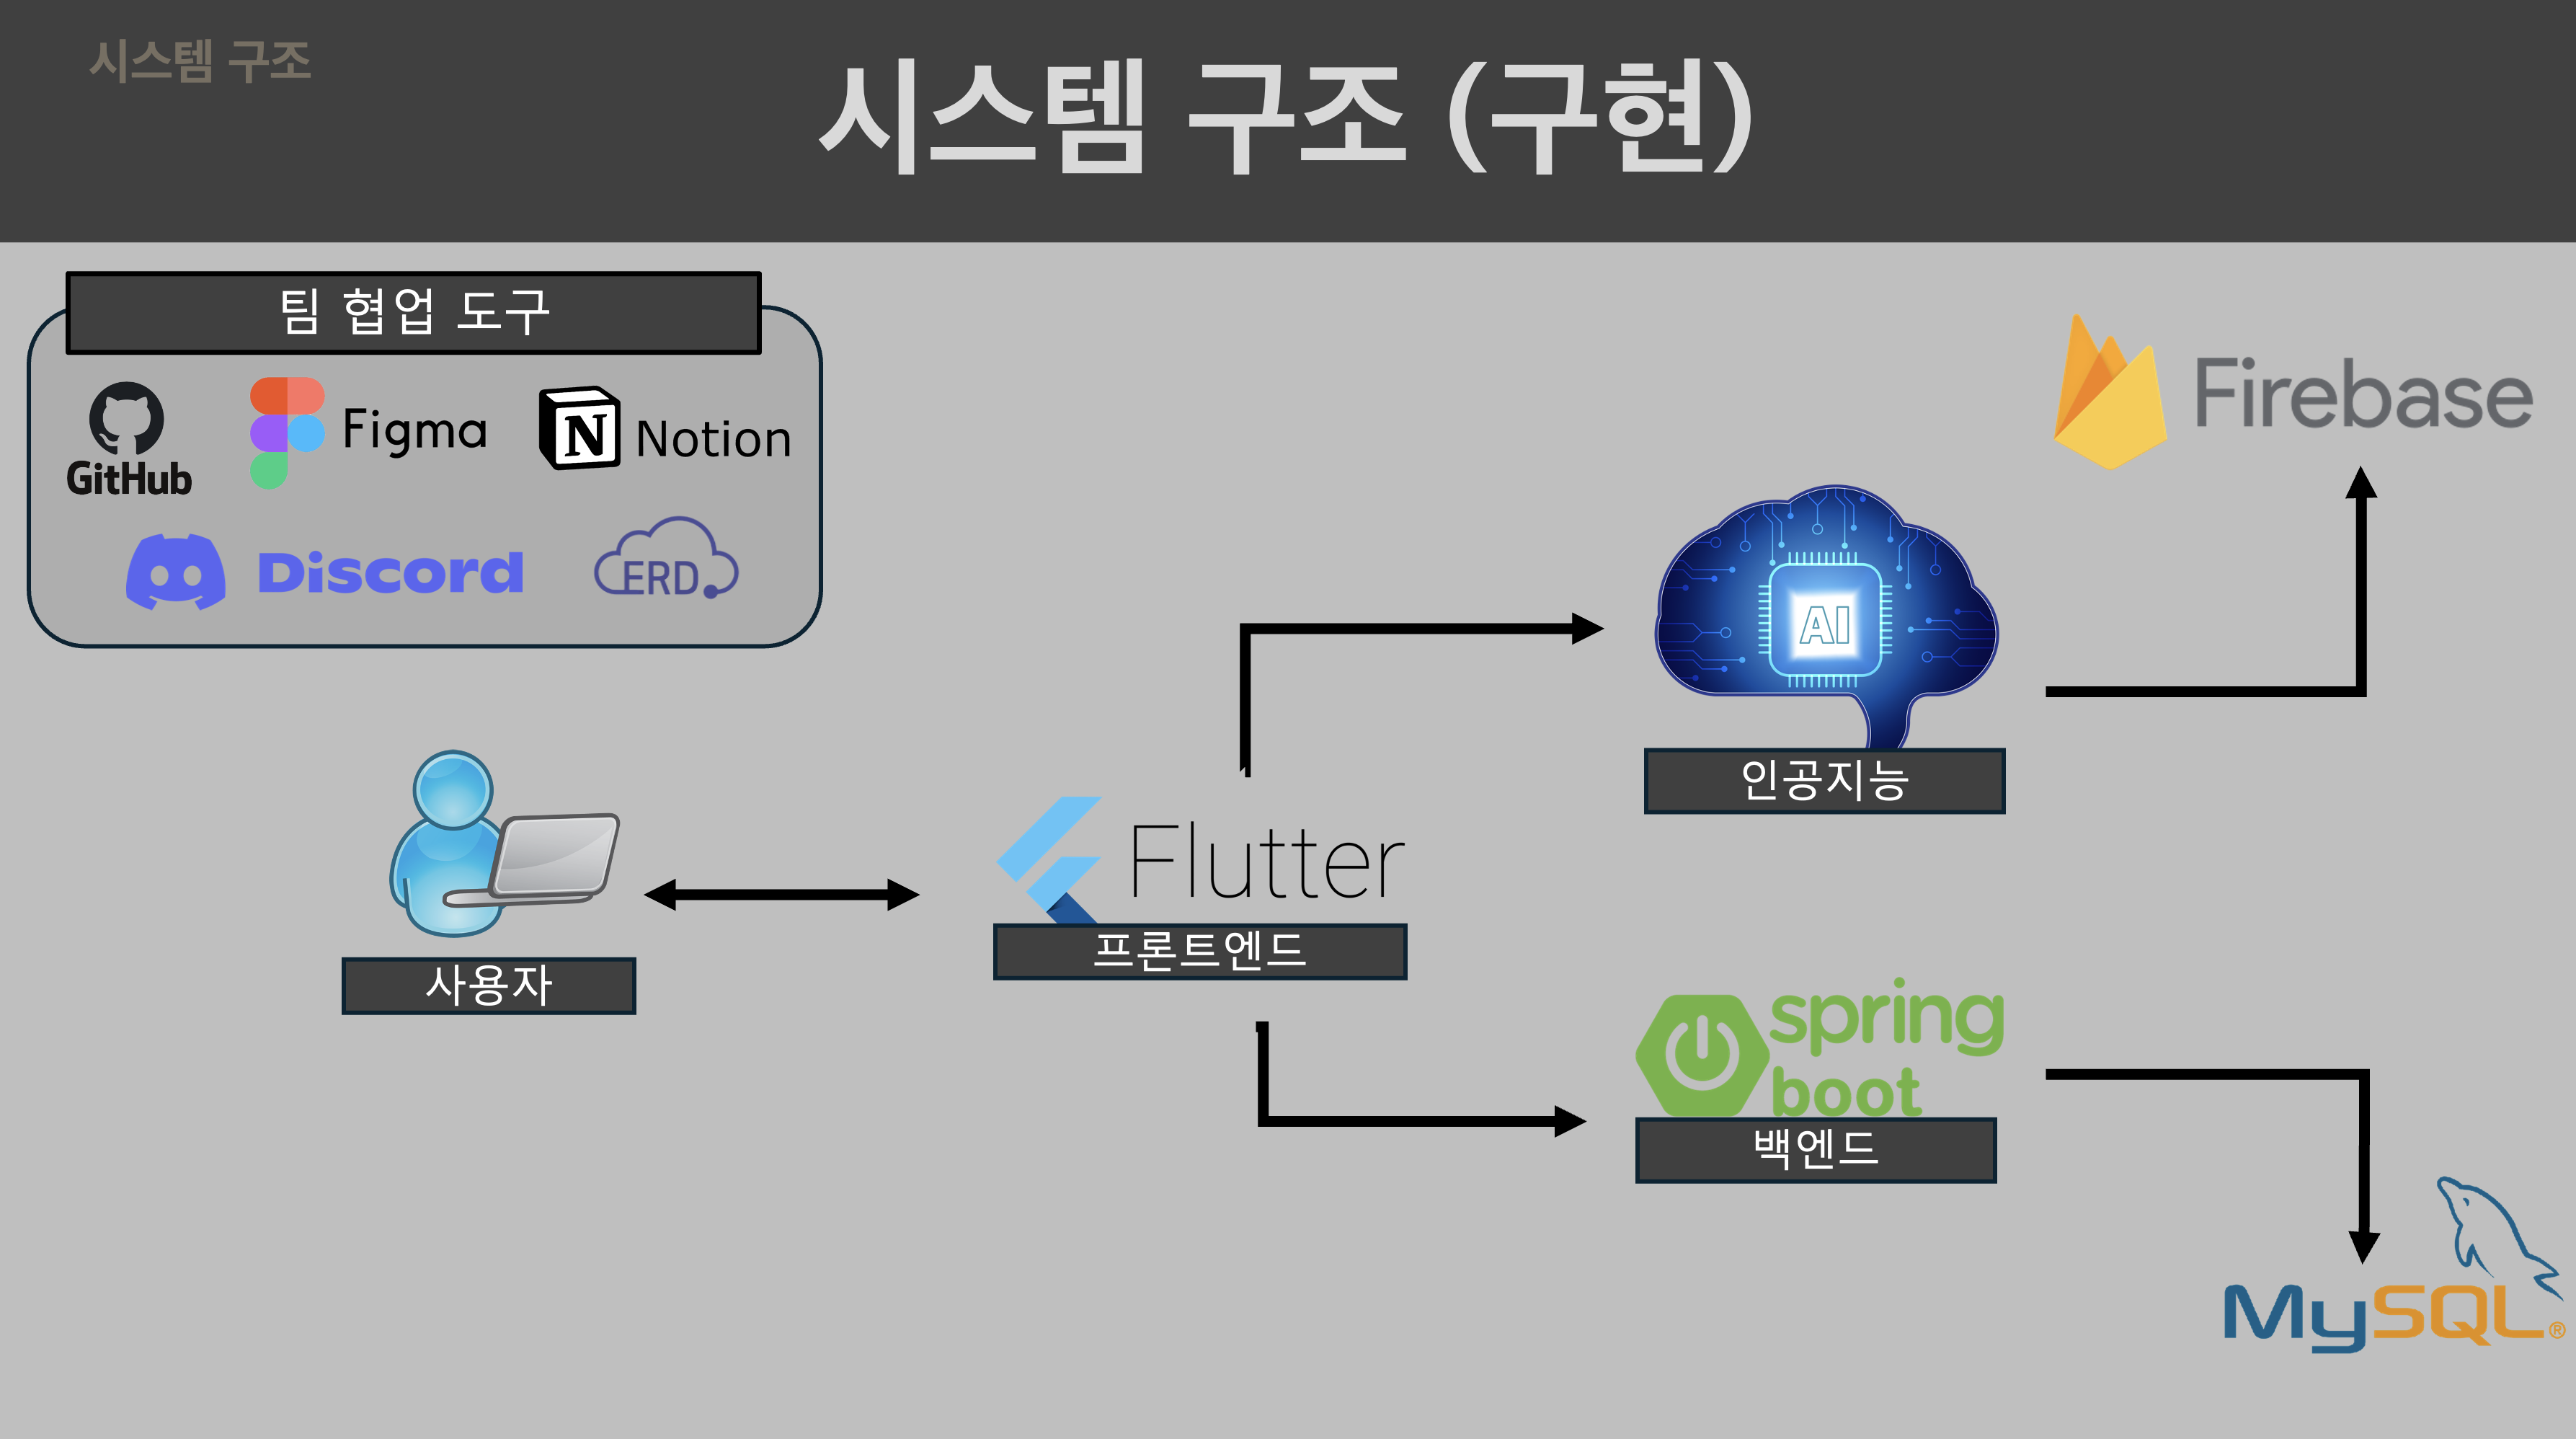 시스템 구조
시스템 구조 (구현)
팀 협업 도구
GitHub
Figma
Notion
Discord
ERD
Firebase
AI
인공지능
Flutter
프론트엔드
사용자
spring
boot
백엔드
MySQL®